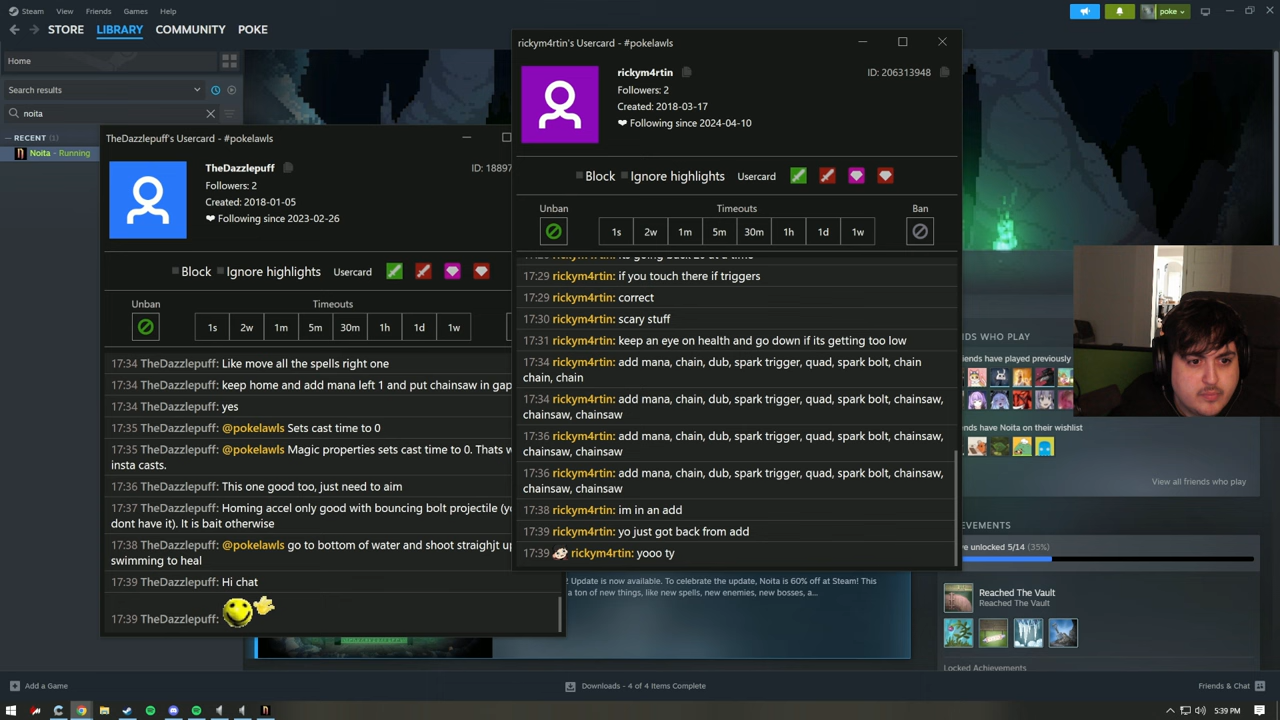 Steam View Friends Games Help
poke
STORE LIBRARY COMMUNITY POKE
Home
Search results
noita
RECENT (1)
Noita - Running
TheDazzlepuff's Usercard - #pokelawls
TheDazzlepuff
ID: 18897
Followers: 2
Created: 2018-01-05
❤ Following since 2023-02-26
Block Ignore highlights Usercard
Unban Timeouts
1s 2w 1m 5m 30m 1h 1d 1w
17:34 TheDazzlepuff: Like move all the spells right one
17:34 TheDazzlepuff: keep home and add mana left 1 and put chainsaw in gap
17:34 TheDazzlepuff: yes
17:35 TheDazzlepuff: @pokelawls Sets cast time to 0
17:35 TheDazzlepuff: @pokelawls Magic properties sets cast time to 0. Thats w
insta casts.
17:36 TheDazzlepuff: This one good too, just need to aim
17:37 TheDazzlepuff: Homing accel only good with bouncing bolt projectile (y
dont have it). It is bait otherwise
17:38 TheDazzlepuff: @pokelawls go to bottom of water and shoot straighjt up
swimming to heal
17:39 TheDazzlepuff: Hi chat
17:39 TheDazzlepuff:
rickym4rtin's Usercard - #pokelawls
rickym4rtin
ID: 206313948
Followers: 2
Created: 2018-03-17
❤ Following since 2024-04-10
Block Ignore highlights Usercard
Unban Timeouts Ban
1s 2w 1m 5m 30m 1h 1d 1w
17:29 rickym4rtin: if you touch there if triggers
17:29 rickym4rtin: correct
17:30 rickym4rtin: scary stuff
17:31 rickym4rtin: keep an eye on health and go down if its getting too low
17:34 rickym4rtin: add mana, chain, dub, spark trigger, quad, spark bolt, chain
chain, chain
17:34 rickym4rtin: add mana, chain, dub, spark trigger, quad, spark bolt, chainsaw,
chainsaw, chainsaw
17:36 rickym4rtin: add mana, chain, dub, spark trigger, quad, spark bolt, chainsaw,
chainsaw, chainsaw
17:36 rickym4rtin: add mana, chain, dub, spark trigger, quad, spark bolt, chainsaw,
chainsaw, chainsaw
17:38 rickym4rtin: im in an add
17:39 rickym4rtin: yo just got back from add
17:39 rickym4rtin: yooo ty
2 Update is now available. To celebrate the update, Noita is 60% off at Steam! This
a ton of new things, like new spells, new enemies, new bosses, a...
ENDS WHO PLAY
ends have played previously
ends have Noita on their wishlist
View all friends who play
EVEMENTS
ve unlocked 5/14 (35%)
Reached The Vault
Reached The Vault
Locked Achievements
Add a Game
Downloads - 4 of 4 Items Complete
Friends & Chat
5:39 PM